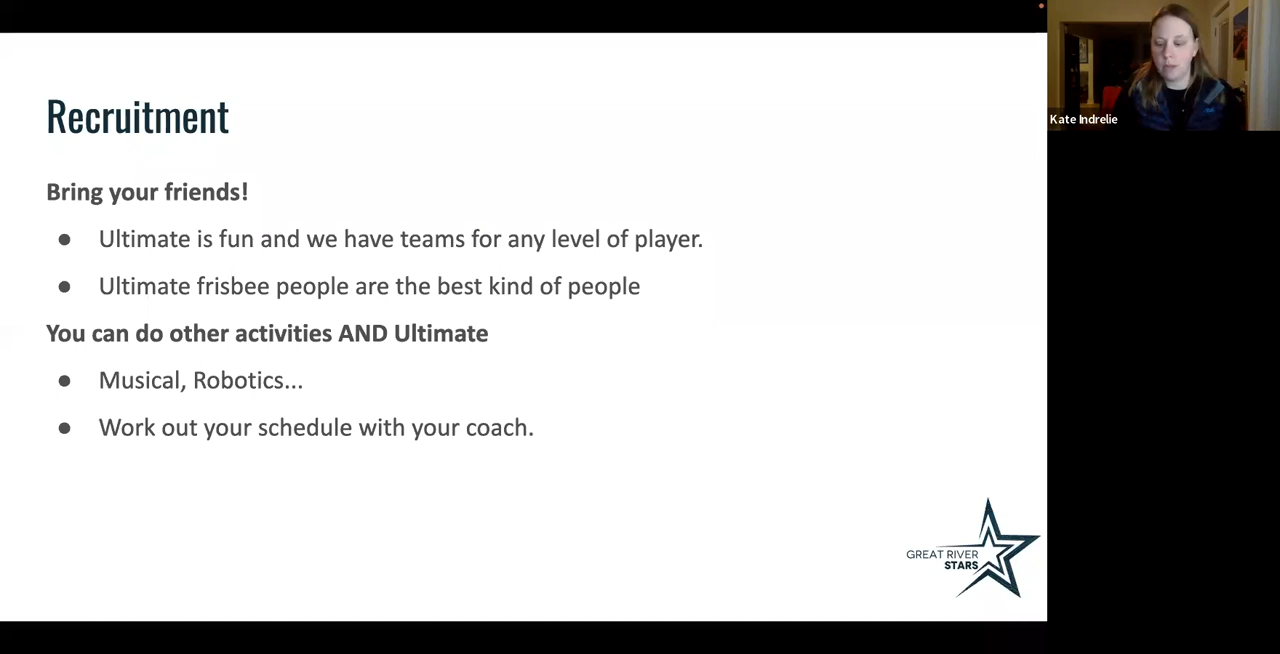 Recruitment
Bring your friends!
● Ultimate is fun and we have teams for any level of player.
● Ultimate frisbee people are the best kind of people
You can do other activities AND Ultimate
● Musical, Robotics...
● Work out your schedule with your coach.
GREAT RIVER
STARS
Kate Indrelie